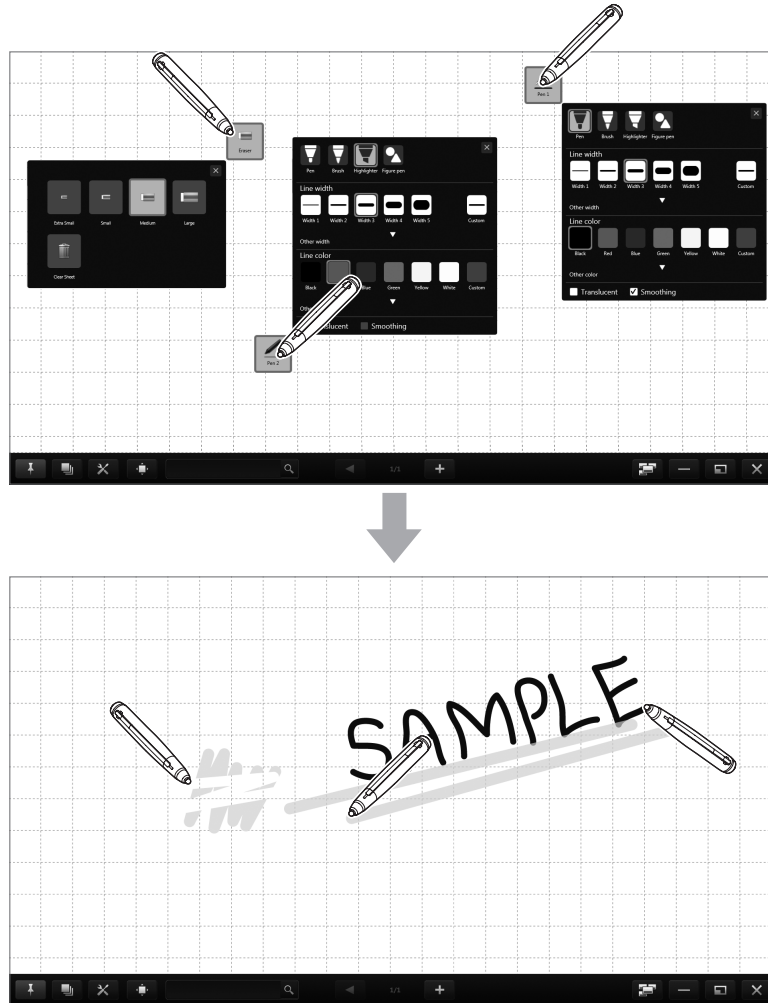 Pen 1
Eraser
Pen Brush Highlighter Figure pen
Line width
Width 1 Width 2 Width 3 Width 4 Width 5 Custom
Other width
Line color
Black Red Blue Green Yellow White Custom
Other color
Translucent Smoothing
Extra Small Small Medium Large
Clear Sheet
Pen Brush Highlighter Figure pen
Line width
Width 1 Width 2 Width 3 Width 4 Width 5 Custom
Other width
Line color
Black Blue Green Yellow White Custom
Smoothing
Pen 2
1/1
SAMPLE
1/1